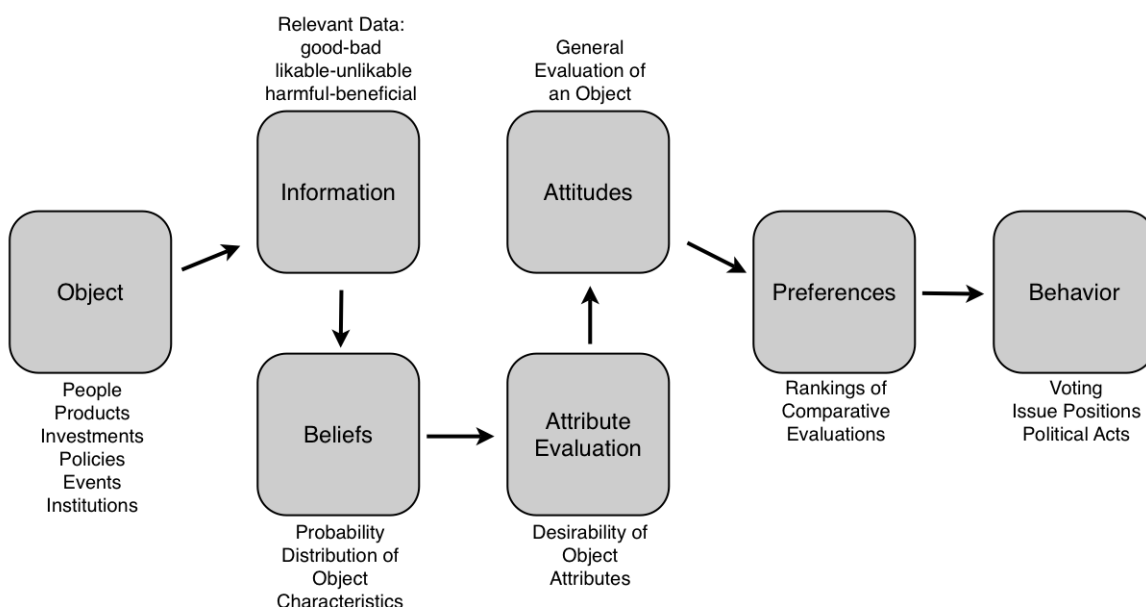 Relevant Data:
good-bad
likable-unlikable
harmful-beneficial
General
Evaluation of
an Object
Information
Attitudes
Object
Preferences
Behavior
People
Products
Investments
Policies
Events
Institutions
Beliefs
Attribute
Evaluation
Rankings of
Comparative
Evaluations
Voting
Issue Positions
Political Acts
Probability
Distribution of
Object
Characteristics
Desirability of
Object
Attributes